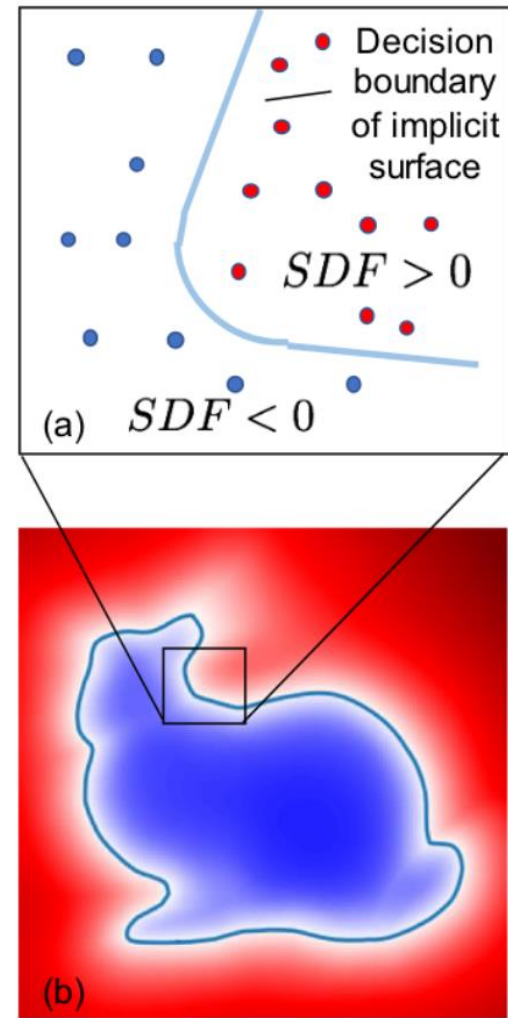 Decision
boundary
of implicit
surface
SDF > 0
SDF < 0
(a)
(b)